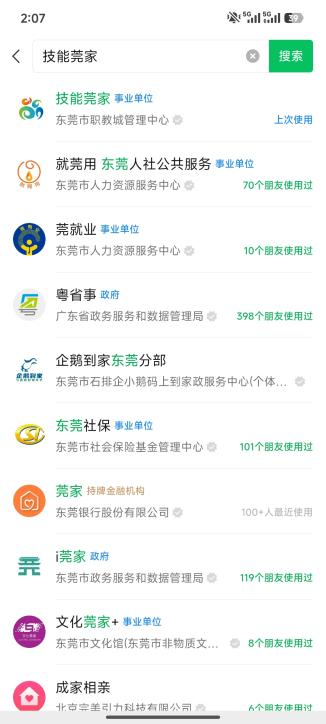 2:07
5G 5G 39
技能莞家
搜索
技能莞家 事业单位
东莞市职教城管理中心 上次使用
就莞用 东莞人社公共服务 事业单位
东莞市人力资源服务中心 70个朋友使用过
莞就业 事业单位
东莞市人力资源服务中心 10个朋友使用过
粤省事 政府
广东省政务服务和数据管理局 398个朋友使用过
企鹅到家东莞分部
东莞市石排企小鹅码上到家政服务中心(个体...
东莞社保 事业单位
东莞市社会保险基金管理中心 101个朋友使用过
莞家 持牌金融机构
东莞银行股份有限公司 100+人最近使用
i莞家 政府
东莞市政务服务和数据管理局 119个朋友使用过
文化莞家+ 事业单位
东莞市文化馆(东莞市非物质文... 8个朋友使用过
成家相亲
北京完美引力科技有限公司 6个朋友使用过